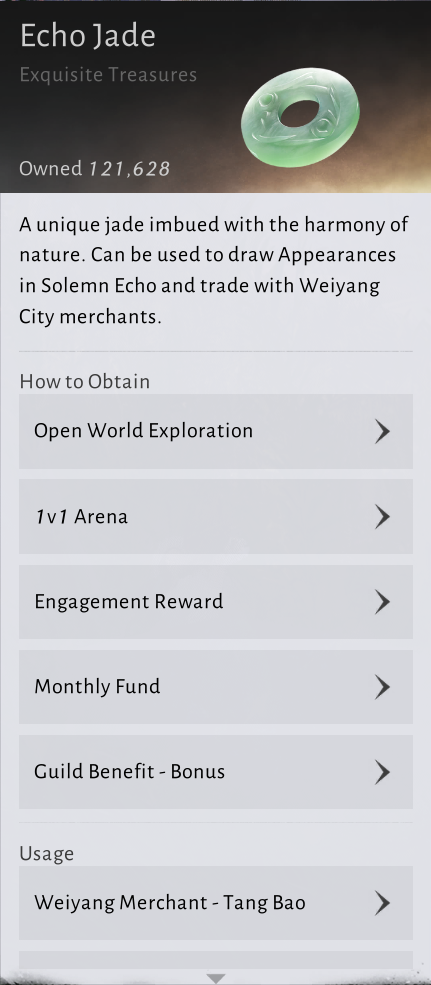 Echo Jade
Exquisite Treasures
Owned 121,628
A unique jade imbued with the harmony of
nature. Can be used to draw Appearances
in Solemn Echo and trade with Weiyang
City merchants.
How to Obtain
Open World Exploration
1v1 Arena
Engagement Reward
Monthly Fund
Guild Benefit - Bonus
Usage
Weiyang Merchant - Tang Bao